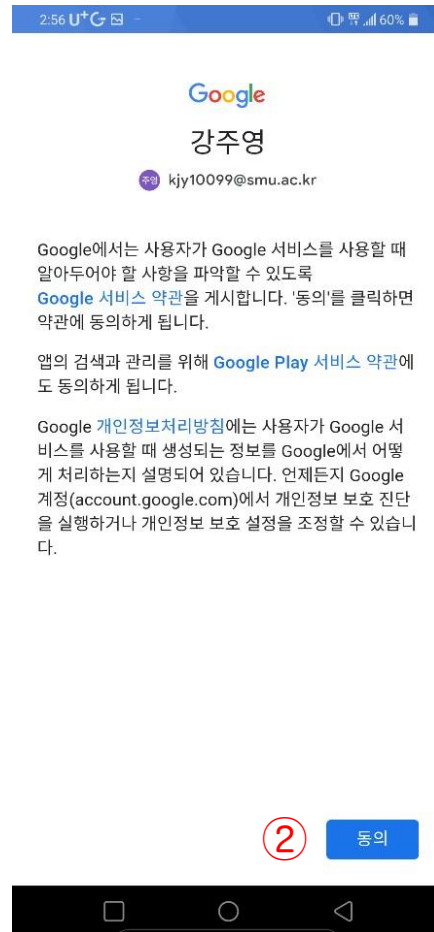 2:56 U+G
60%
Google
강주영
주영 kjy10099@smu.ac.kr
Google에서는 사용자가 Google 서비스를 사용할 때
알아두어야 할 사항을 파악할 수 있도록
Google 서비스 약관을 게시합니다. '동의'를 클릭하면
약관에 동의하게 됩니다.
앱의 검색과 관리를 위해 Google Play 서비스 약관에
도 동의하게 됩니다.
Google 개인정보처리방침에는 사용자가 Google 서
비스를 사용할 때 생성되는 정보를 Google에서 어떻
게 처리하는지 설명되어 있습니다. 언제든지 Google
계정(account.google.com)에서 개인정보 보호 진단
을 실행하거나 개인정보 보호 설정을 조정할 수 있습니
다.
② 동의